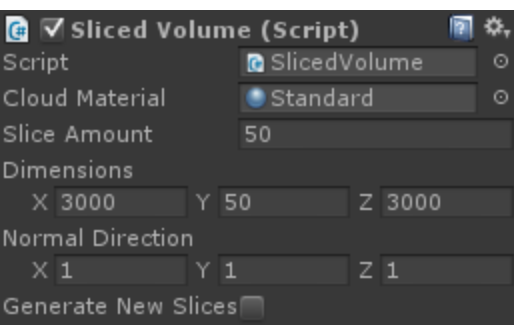 Sliced Volume (Script)
Script SlicedVolume
Cloud Material Standard
Slice Amount 50
Dimensions
X 3000 Y 50 Z 3000
Normal Direction
X 1 Y 1 Z 1
Generate New Slices